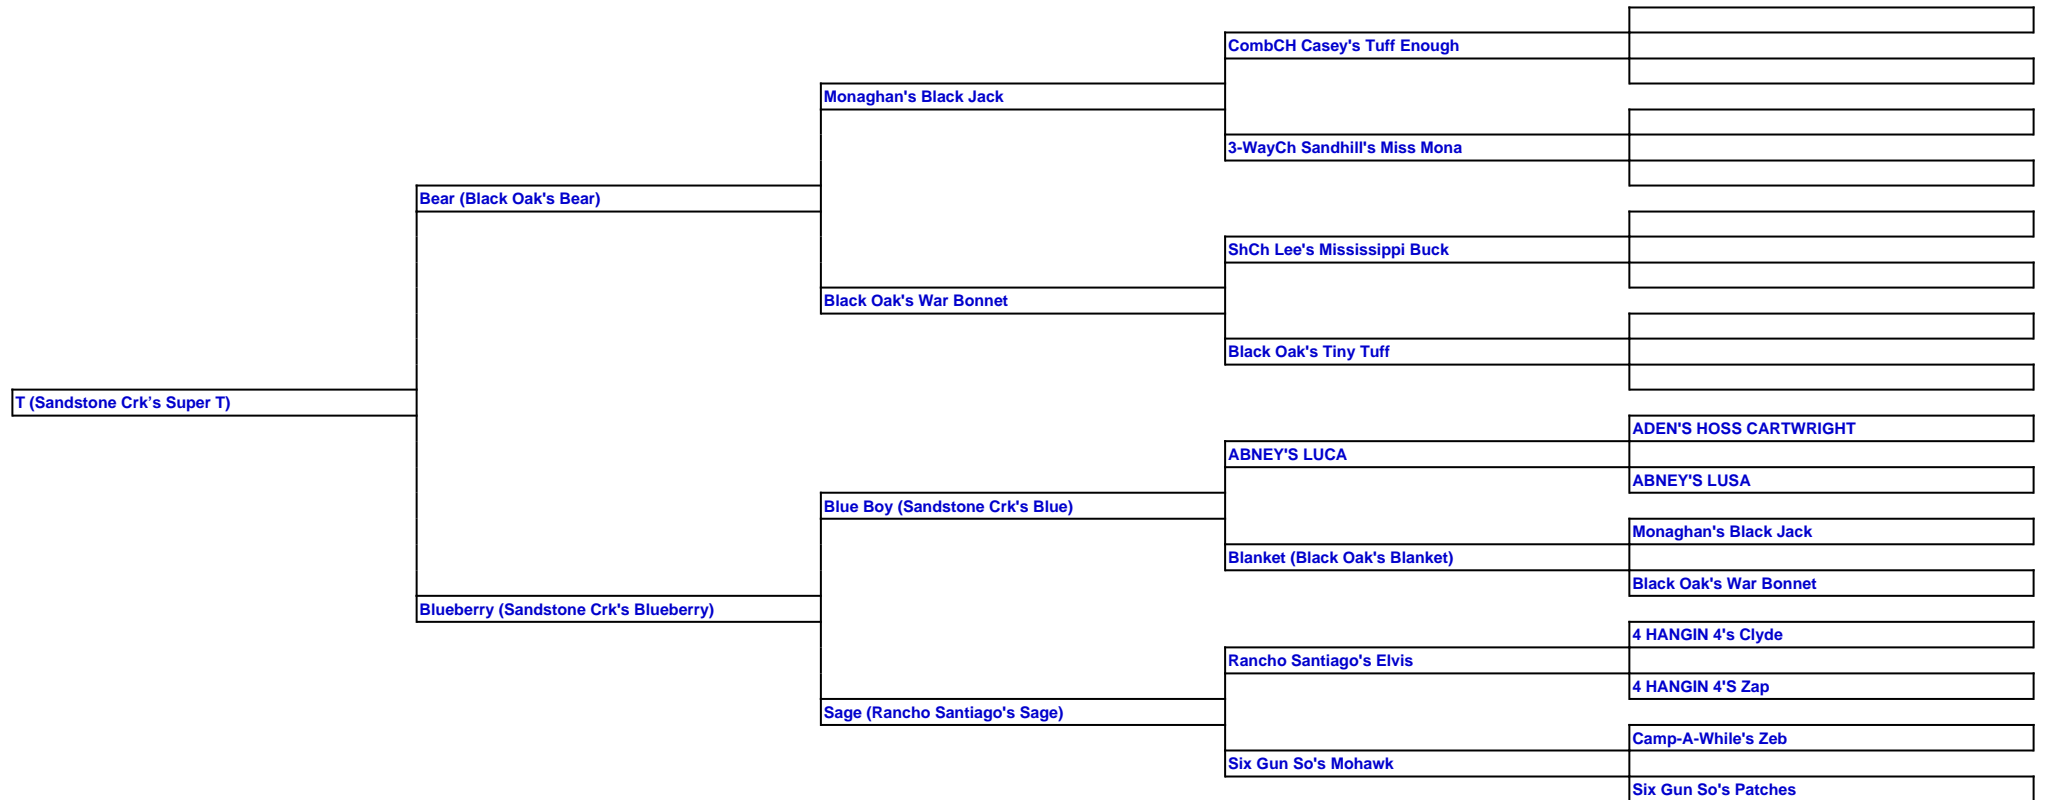 CombCH Casey's Tuff Enough
Monaghan's Black Jack
3-WayCh Sandhill's Miss Mona
Bear (Black Oak's Bear)
ShCh Lee's Mississippi Buck
Black Oak's War Bonnet
Black Oak's Tiny Tuff
T (Sandstone Crk’s Super T)
ADEN'S HOSS CARTWRIGHT
ABNEY'S LUCA
ABNEY'S LUSA
Blue Boy (Sandstone Crk's Blue)
Monaghan's Black Jack
Blanket (Black Oak's Blanket)
Black Oak's War Bonnet
Blueberry (Sandstone Crk's Blueberry)
4 HANGIN 4's Clyde
Rancho Santiago's Elvis
4 HANGIN 4'S Zap
Sage (Rancho Santiago's Sage)
Camp-A-While's Zeb
Six Gun So's Mohawk
Six Gun So's Patches